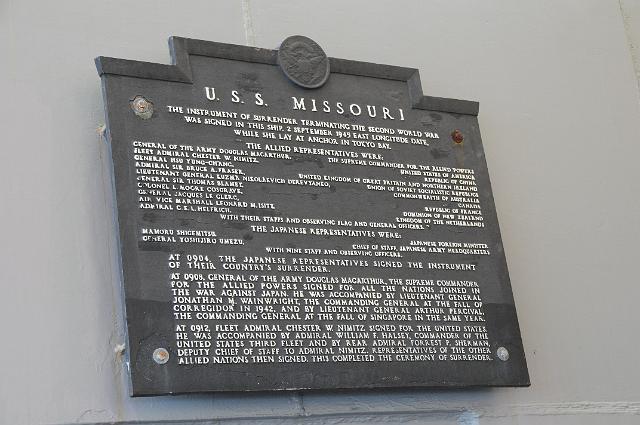 U.S.S. MISSOURI
THE INSTRUMENT OF SURRENDER TERMINATING THE SECOND WORLD WAR
WAS SIGNED IN THIS SHIP, 2 SEPTEMBER 1945 EAST LONGITUDE DATE,
WHILE SHE LAY AT ANCHOR IN TOKYO BAY.
THE ALLIED REPRESENTATIVES WERE:
GENERAL OF THE ARMY DOUGLAS MACARTHUR, THE SUPREME COMMANDER FOR THE ALLIED POWERS
FLEET ADMIRAL CHESTER W. NIMITZ, UNITED STATES OF AMERICA
GENERAL HSU YUNG-CHANG, REPUBLIC OF CHINA
ADMIRAL SIR BRUCE A. FRASER, UNITED KINGDOM OF GREAT BRITAIN AND NORTHERN IRELAND
LIEUTENANT GENERAL KUZMA NIKOLAEVICH DEREVYANKO, UNION OF SOVIET SOCIALISTIC REPUBLICS
GENERAL SIR THOMAS BLAMEY, COMMONWEALTH OF AUSTRALIA
COLONEL L. MOORE COSGRAVE, CANADA
GENERAL JACQUES LE CLERC, REPUBLIC OF FRANCE
AIR VICE MARSHALL LEONARD M. ISITT, DOMINION OF NEW ZEALAND
ADMIRAL C.E.L. HELFRICH, KINGDOM OF THE NETHERLANDS
WITH THEIR STAFFS AND OBSERVING FLAG AND GENERAL OFFICERS.
THE JAPANESE REPRESENTATIVES WERE:
MAMORU SHIGEMITSU, JAPANESE FOREIGN MINISTER
GENERAL YOSHIJIRO UMEZU, CHIEF OF STAFF, JAPANESE ARMY HEADQUARTERS
WITH NINE STAFF AND OBSERVING OFFICERS.
AT 0904, THE JAPANESE REPRESENTATIVES SIGNED THE INSTRUMENT
OF THEIR COUNTRY'S SURRENDER.
AT 0908, GENERAL OF THE ARMY DOUGLAS MACARTHUR, THE SUPREME COMMANDER
FOR THE ALLIED POWERS SIGNED FOR ALL THE NATIONS JOINED IN
THE WAR AGAINST JAPAN. HE WAS ACCOMPANIED BY LIEUTENANT GENERAL
JONATHAN M. WAINWRIGHT, THE COMMANDING GENERAL AT THE FALL OF
CORREGIDOR IN 1942, AND BY LIEUTENANT GENERAL ARTHUR PERCIVAL,
THE COMMANDING GENERAL AT THE FALL OF SINGAPORE IN THE SAME YEAR.
AT 0912, FLEET ADMIRAL CHESTER W. NIMITZ SIGNED FOR THE UNITED STATES.
HE WAS ACCOMPANIED BY ADMIRAL WILLIAM F. HALSEY, COMMANDER OF THE
UNITED STATES THIRD FLEET AND BY REAR ADMIRAL FORREST P. SHERMAN,
DEPUTY CHIEF OF STAFF TO ADMIRAL NIMITZ. REPRESENTATIVES OF THE OTHER
ALLIED NATIONS THEN SIGNED. THIS COMPLETED THE CEREMONY OF SURRENDER.